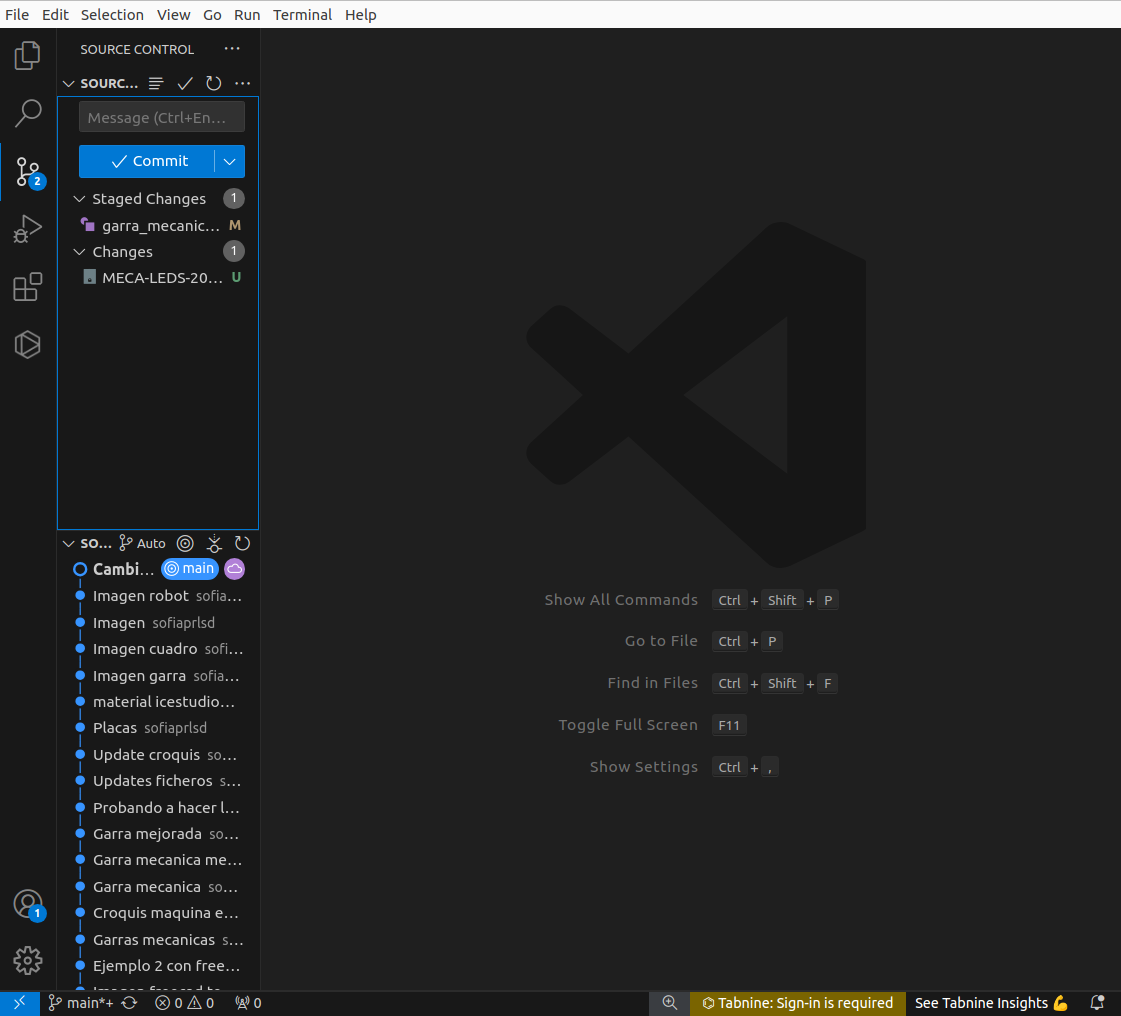 File Edit Selection View Go Run Terminal Help
SOURCE CONTROL
SOURC...
Message (Ctrl+En...
Commit
2
Staged Changes 1
garra_mecanic... M
Changes 1
MECA-LEDS-20... U
SO... Auto
Cambi... main
Imagen robot sofia...
Imagen sofiaprlsd
Imagen cuadro sofi...
Imagen garra sofia...
material icestudio...
Placas sofiaprlsd
Update croquis so...
Updates ficheros s...
Probando a hacer l...
Garra mejorada so...
Garra mecanica me...
Garra mecanica so...
Croquis maquina e...
Garras mecanicas s...
Ejemplo 2 con free...
1
Show All Commands Ctrl + Shift + P
Go to File Ctrl + P
Find in Files Ctrl + Shift + F
Toggle Full Screen F11
Show Settings Ctrl + ,
main*+ 0 0 0 Tabnine: Sign-in is required See Tabnine Insights 💪